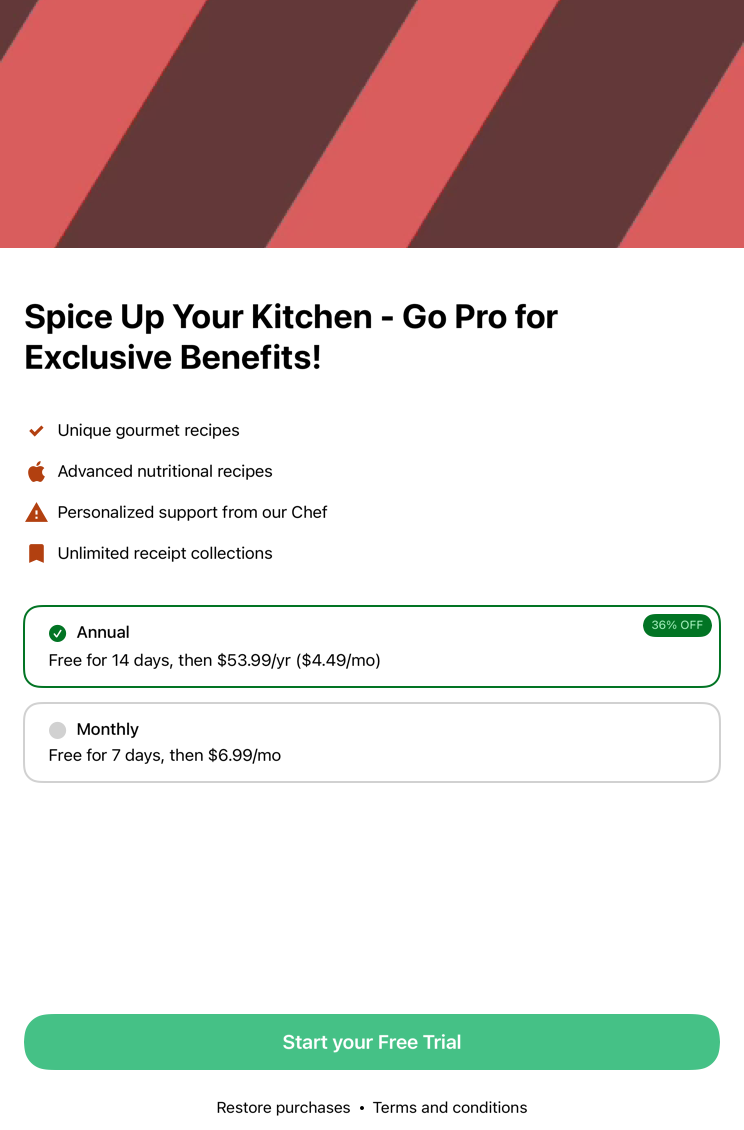 Spice Up Your Kitchen - Go Pro for
Exclusive Benefits!
Unique gourmet recipes
Advanced nutritional recipes
Personalized support from our Chef
Unlimited receipt collections
Annual
36% OFF
Free for 14 days, then $53.99/yr ($4.49/mo)
Monthly
Free for 7 days, then $6.99/mo
Start your Free Trial
Restore purchases • Terms and conditions